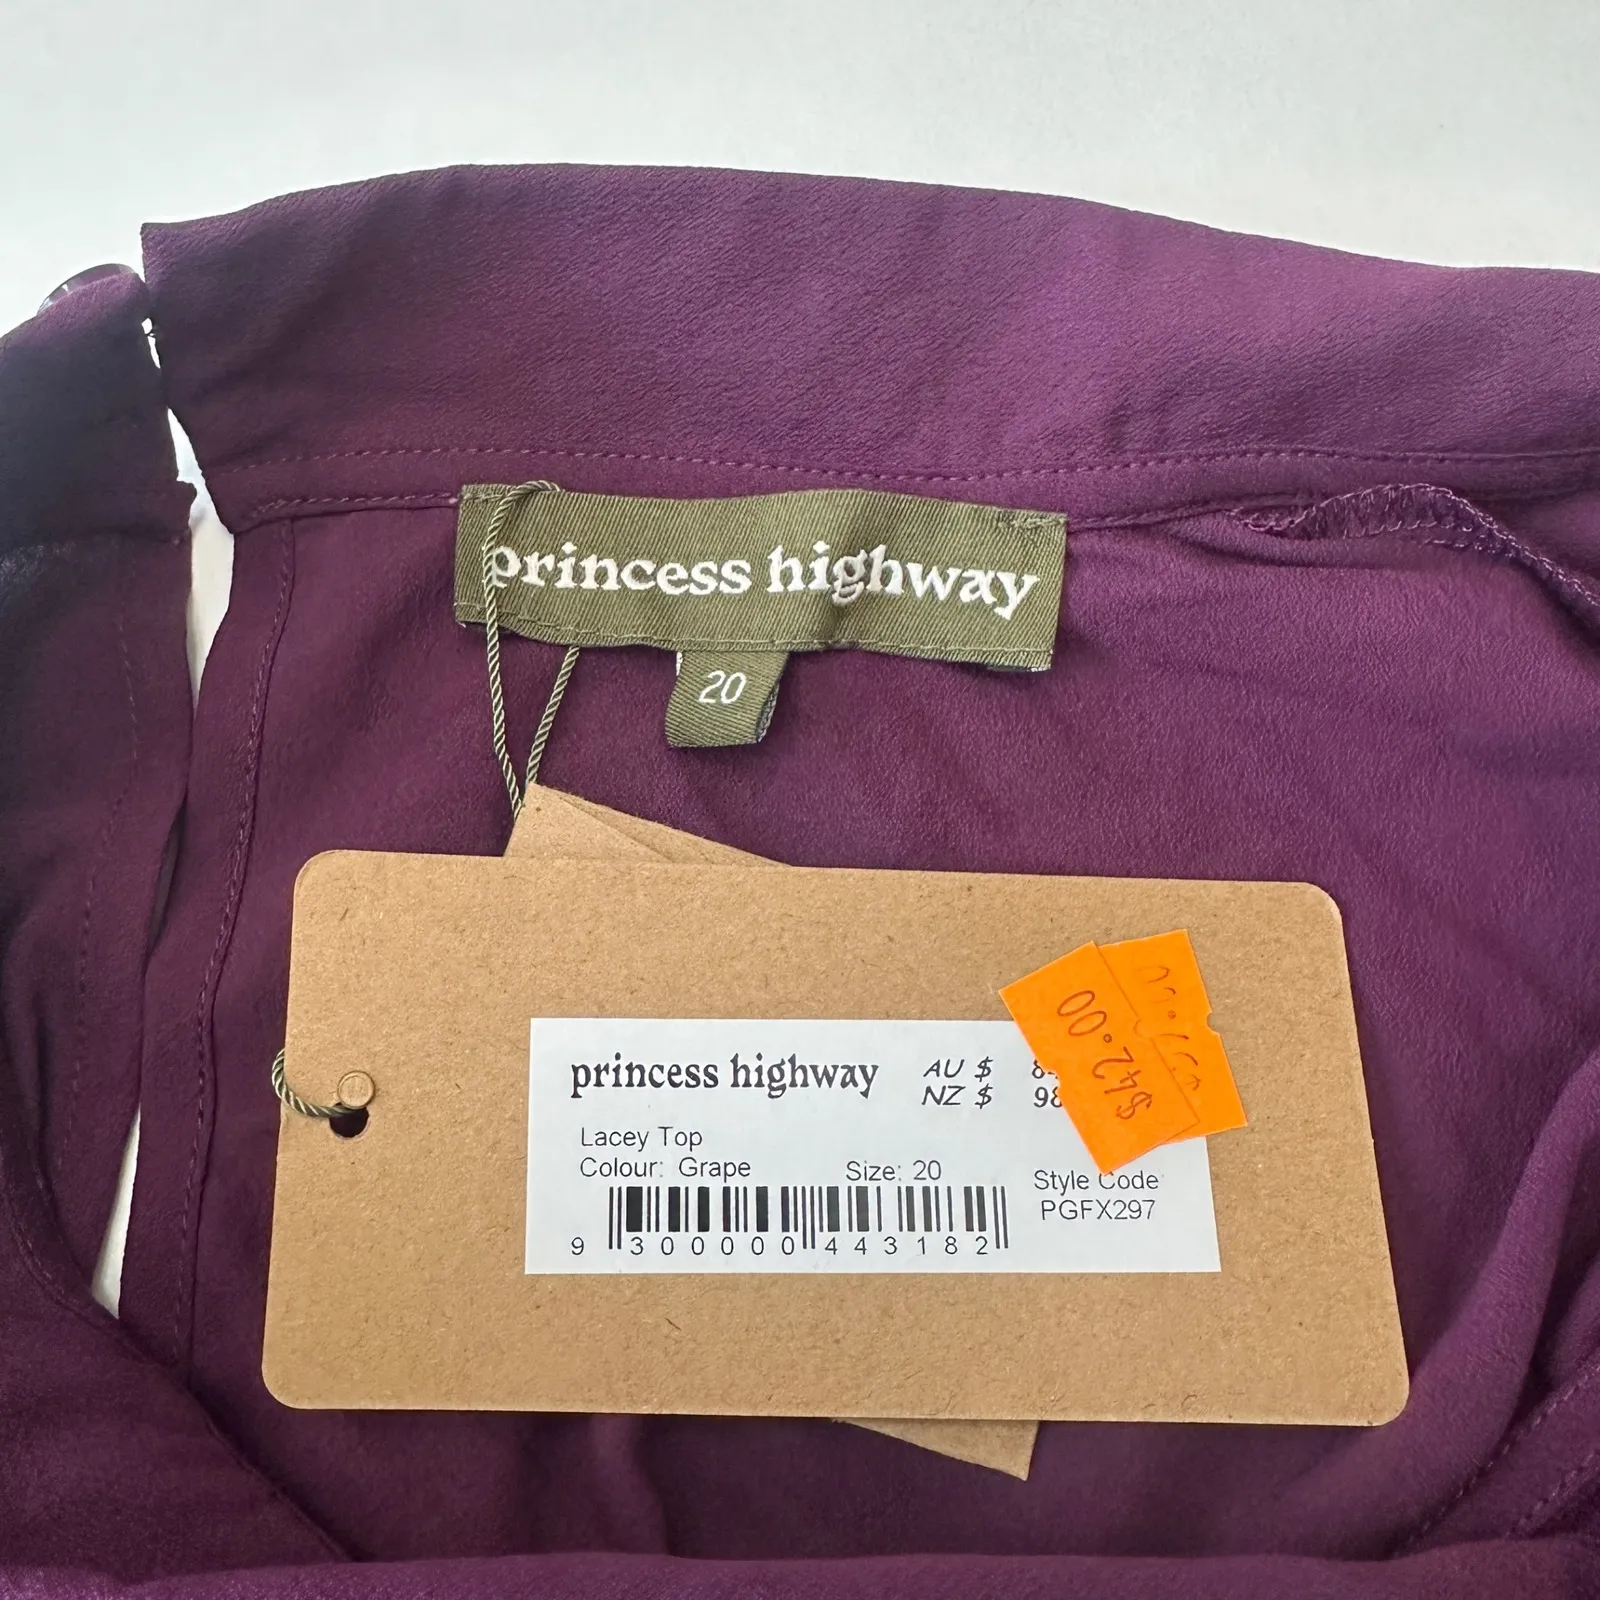 princess highway
20
princess highway
AU $
NZ $ 98
$42.00
Lacey Top
Colour: Grape Size: 20
Style Code
PGFX297
9 300000 443182